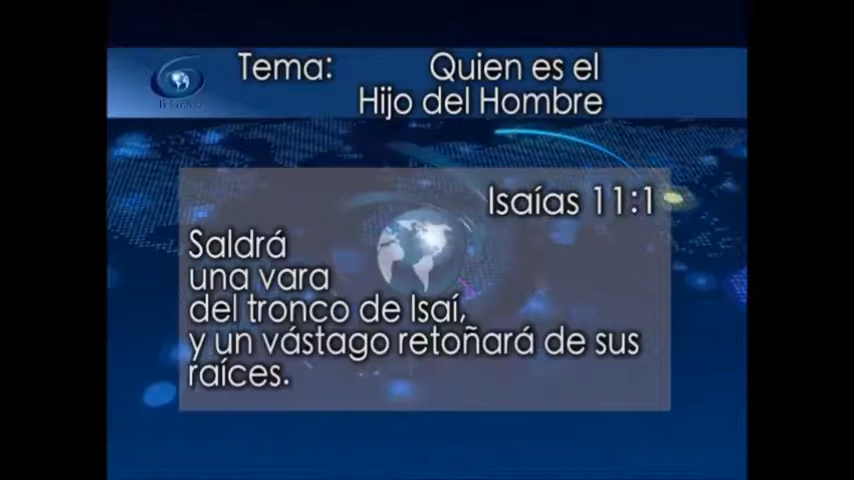 Tema: Quien es el
Hijo del Hombre
Isaías 11:1
Saldrá
una vara
del tronco de Isaí,
y un vástago retoñará de sus
raíces.